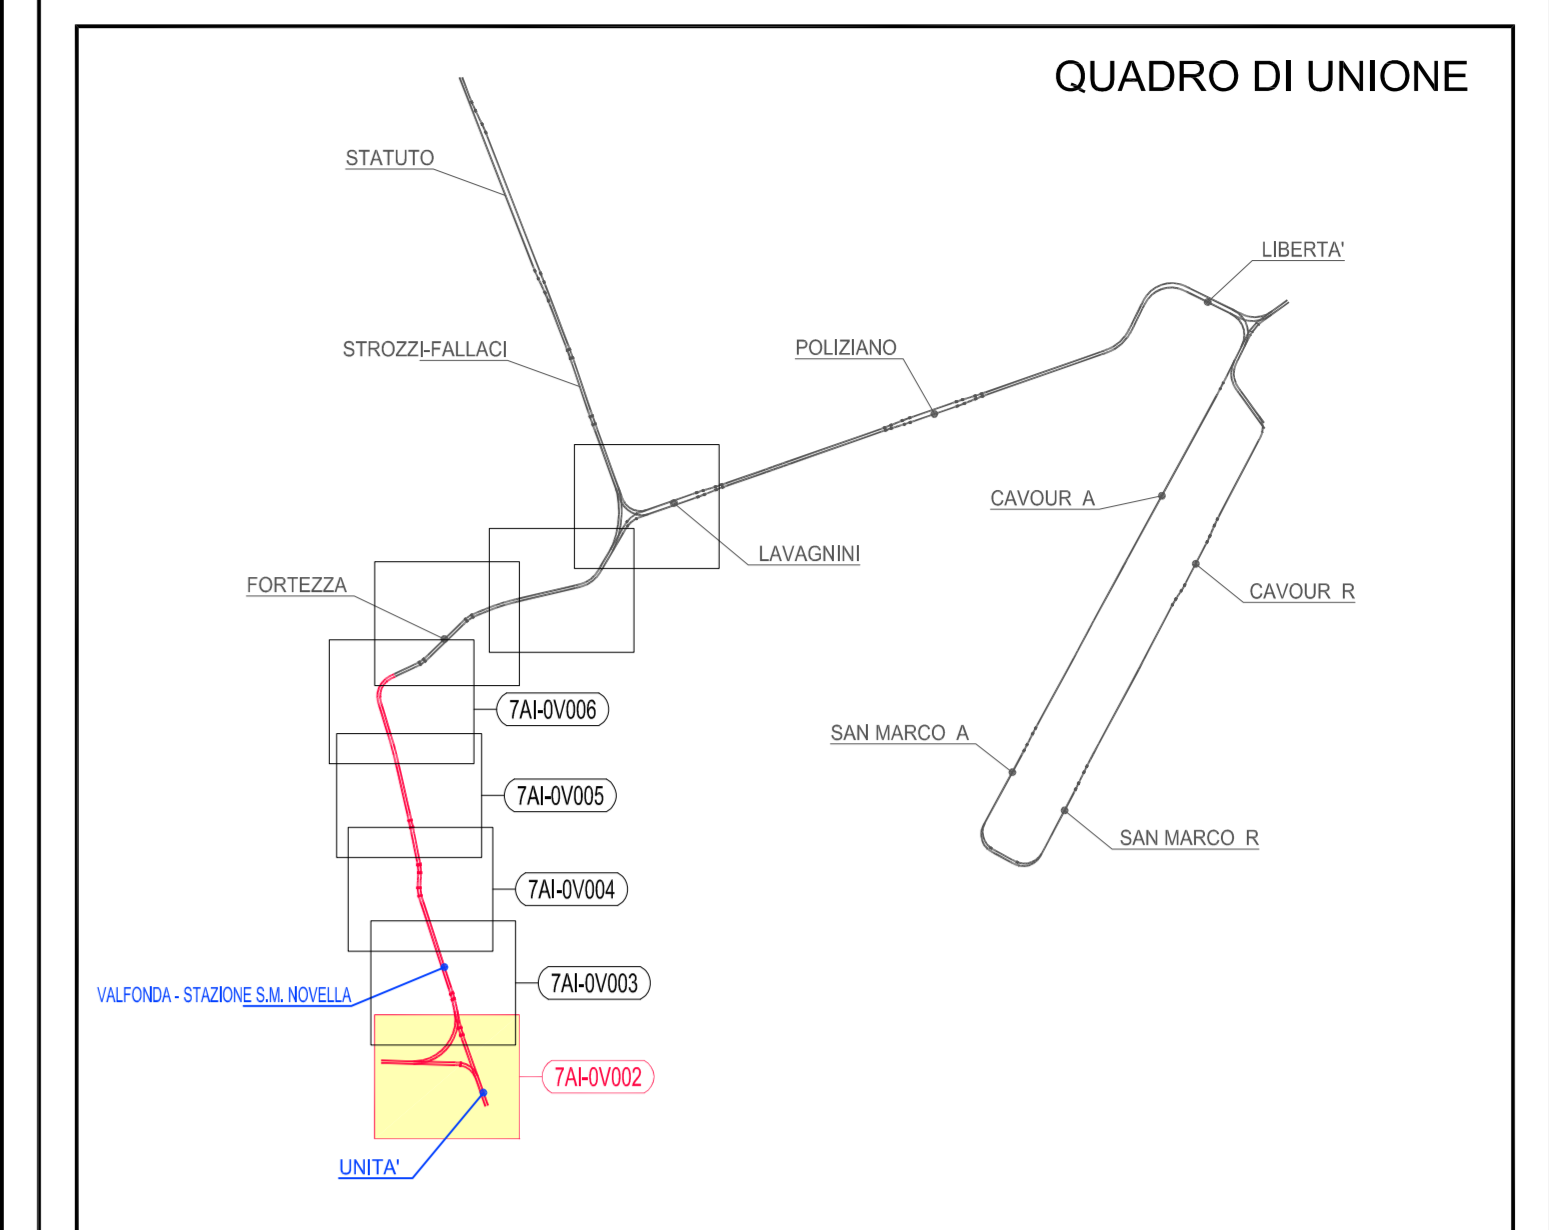 QUADRO DI UNIONE
STATUTO
LIBERTA'
STROZZI-FALLACI
POLIZIANO
CAVOUR A
LAVAGNINI
FORTEZZA
CAVOUR R
7AI-0V006
SAN MARCO A
7AI-0V005
SAN MARCO R
7AI-0V004
7AI-0V003
VALFONDA - STAZIONE S.M. NOVELLA
7AI-0V002
UNITA'